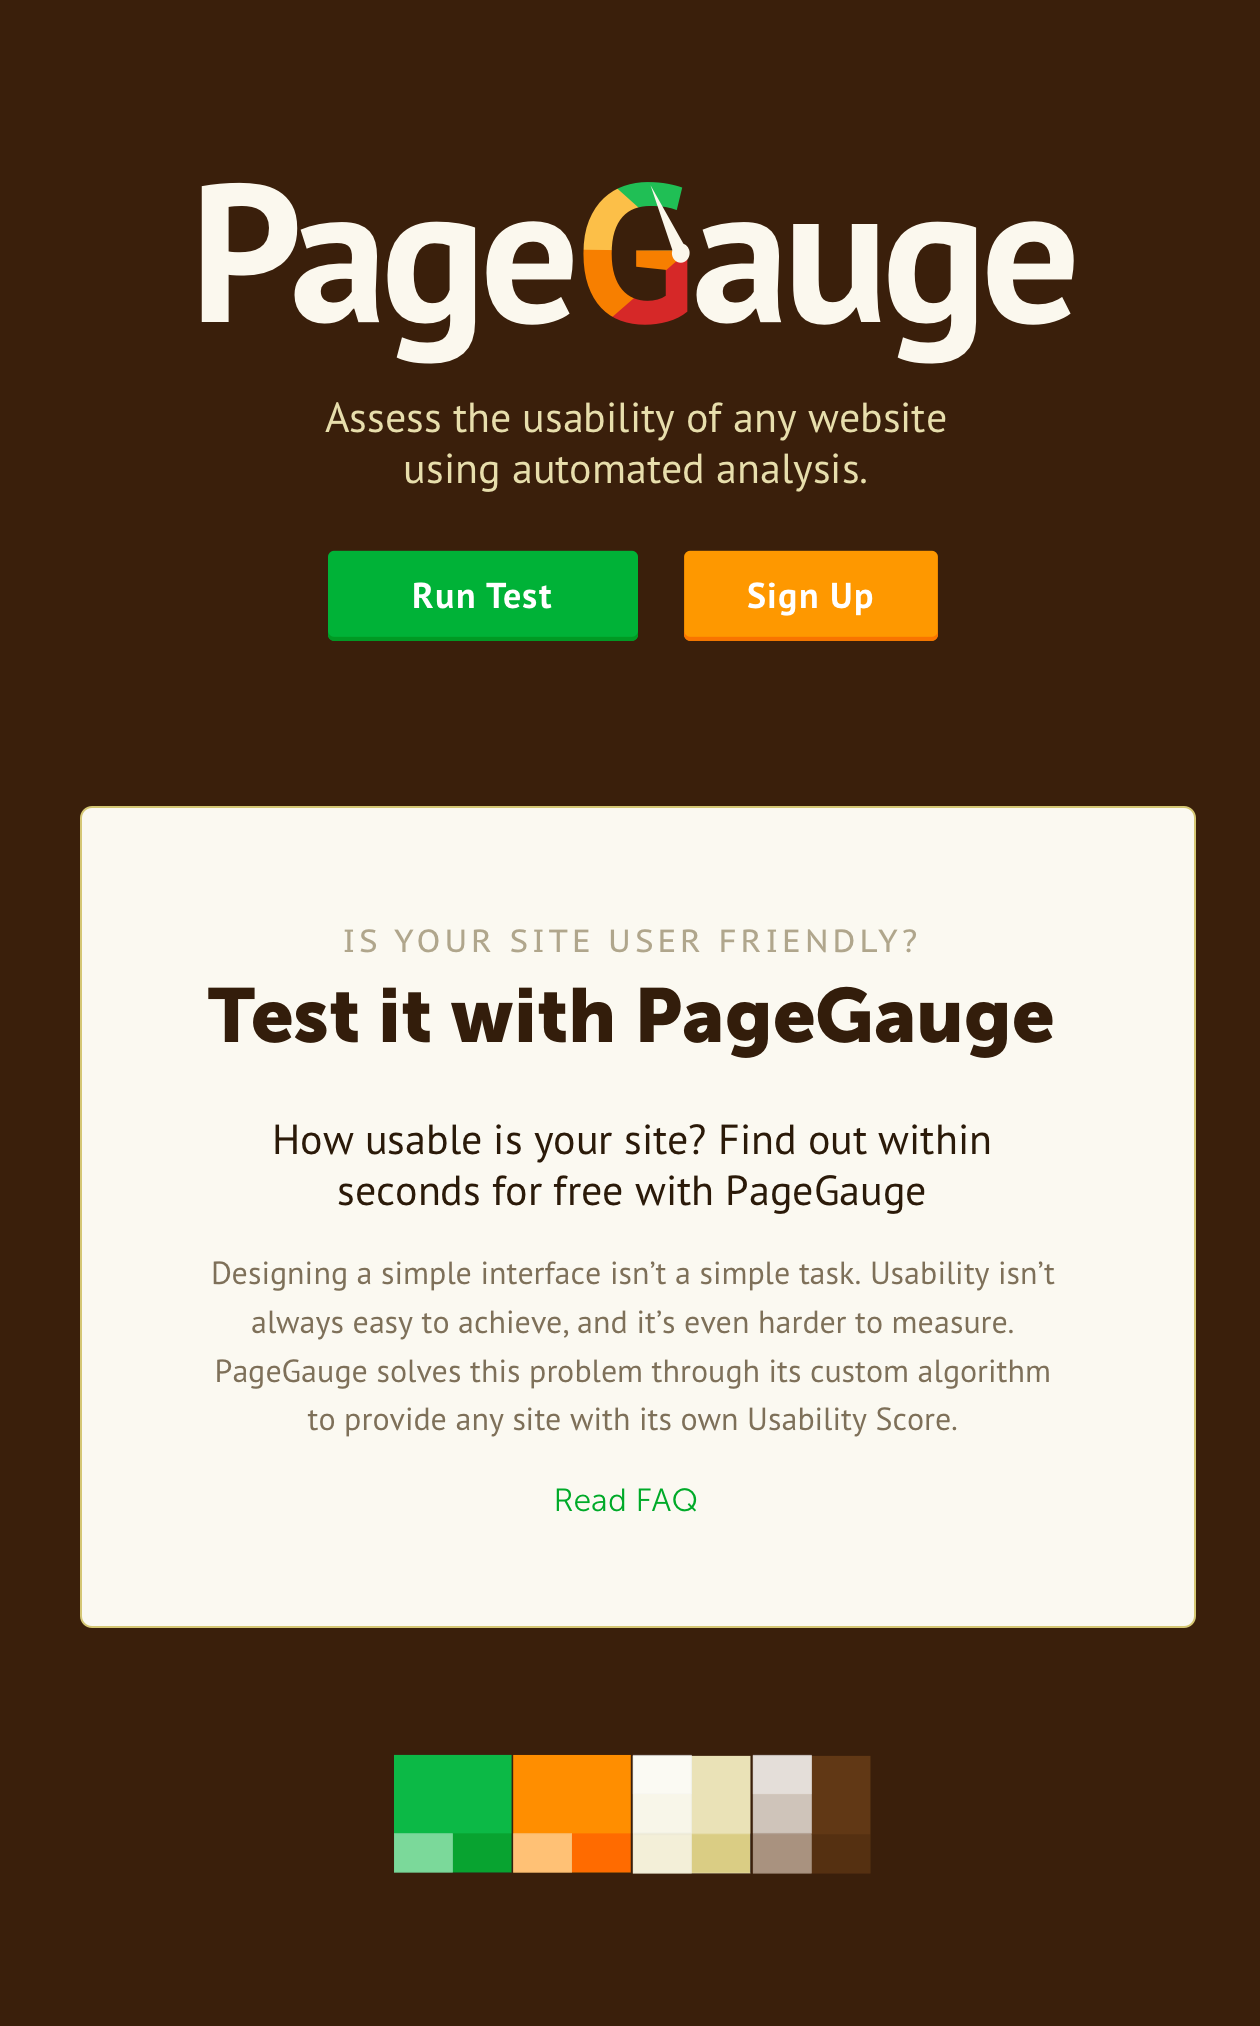 PageGauge
Assess the usability of any website
using automated analysis.
Run Test
Sign Up
IS YOUR SITE USER FRIENDLY?
Test it with PageGauge
How usable is your site? Find out within
seconds for free with PageGauge
Designing a simple interface isn’t a simple task. Usability isn’t
always easy to achieve, and it’s even harder to measure.
PageGauge solves this problem through its custom algorithm
to provide any site with its own Usability Score.
Read FAQ